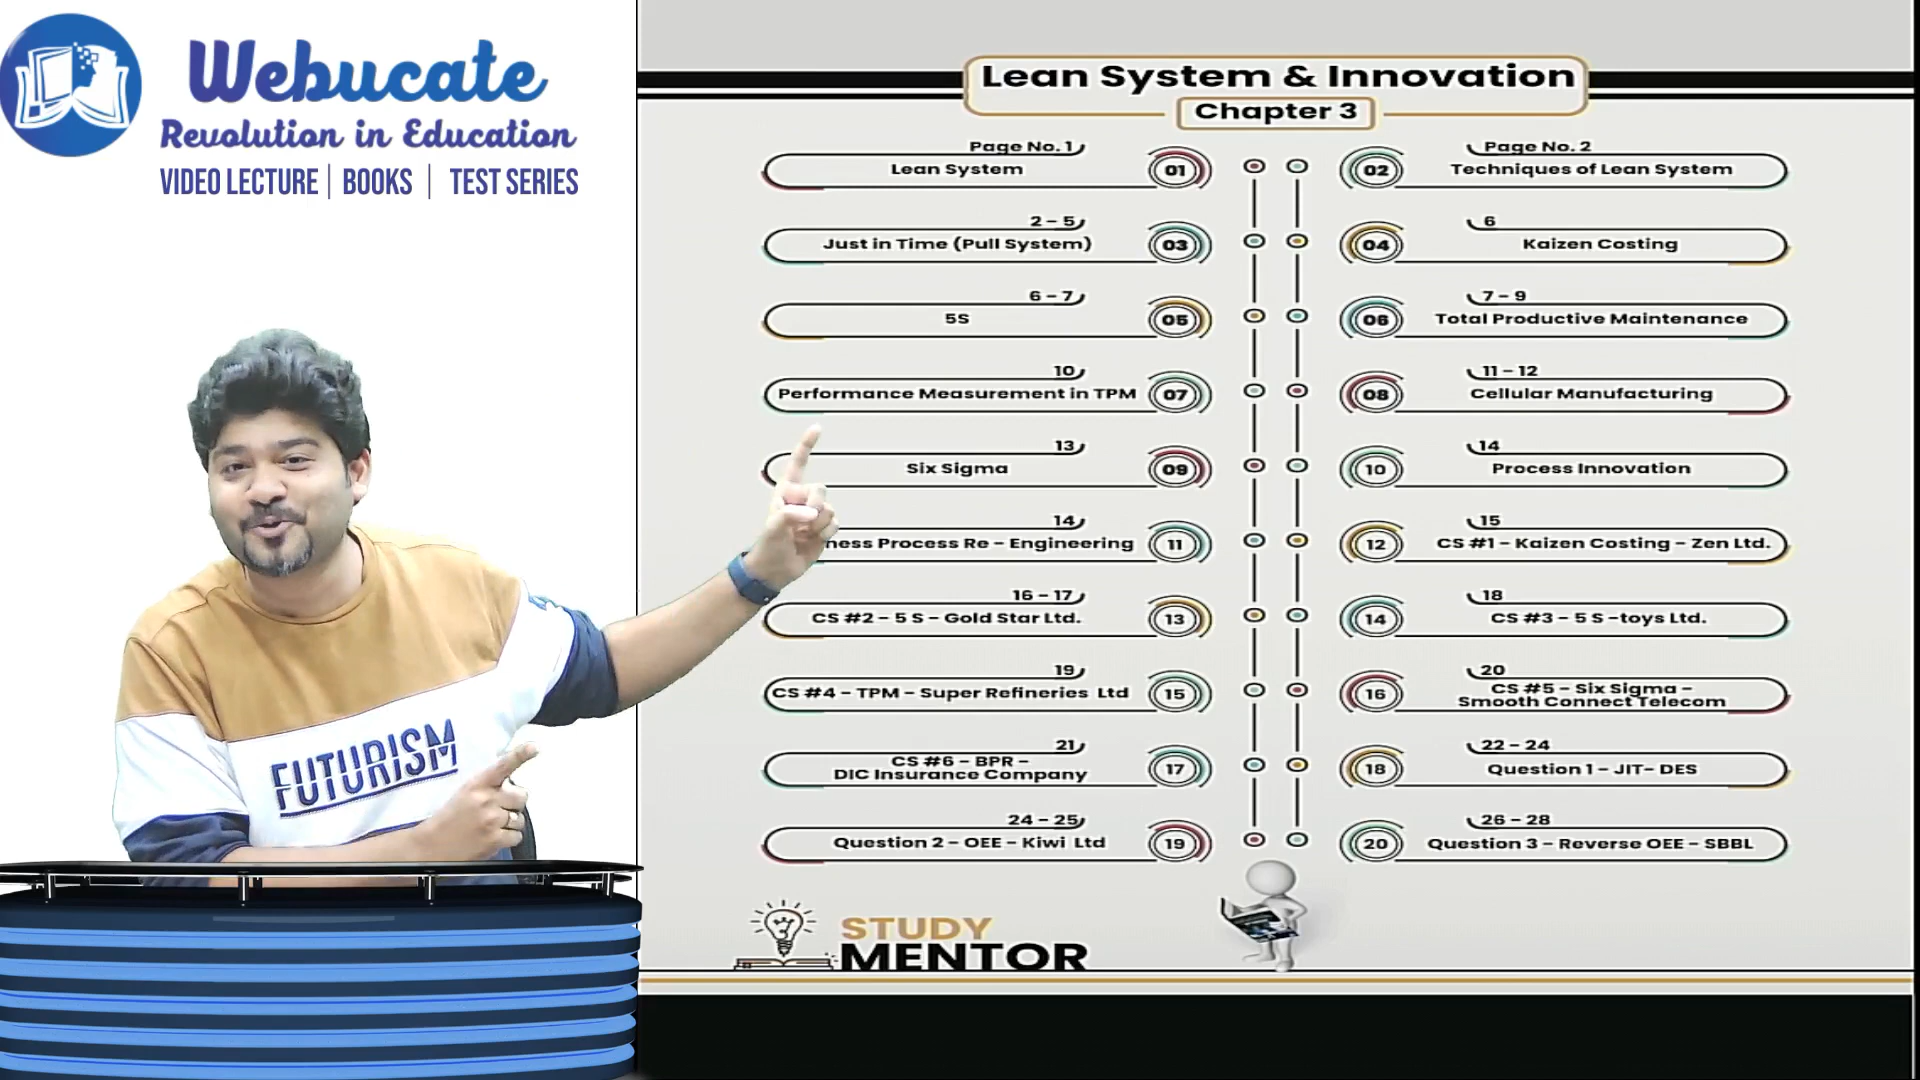 Webucate
Revolution in Education
VIDEO LECTURE | BOOKS | TEST SERIES
FUTURISM
Lean System & Innovation
Chapter 3
Page No. 1
Lean System
01
Page No. 2
02
Techniques of Lean System
2 - 5
Just in Time (Pull System)
03
6
04
Kaizen Costing
6 - 7
5S
05
7 - 9
06
Total Productive Maintenance
10
Performance Measurement in TPM
07
11 - 12
08
Cellular Manufacturing
13
Six Sigma
09
14
10
Process Innovation
14
Process Re - Engineering
11
15
12
CS #1 - Kaizen Costing - Zen Ltd.
16 - 17
CS #2 - 5 S - Gold Star Ltd.
13
18
14
CS #3 - 5 S -toys Ltd.
19
CS #4 - TPM - Super Refineries Ltd
15
20
16
CS #5 - Six Sigma -
Smooth Connect Telecom
21
CS #6 - BPR -
DIC Insurance Company
17
22 - 24
18
Question 1 - JIT- DES
24 - 25
Question 2 - OEE - Kiwi Ltd
19
26 - 28
20
Question 3 - Reverse OEE - SBBL
STUDY
MENTOR